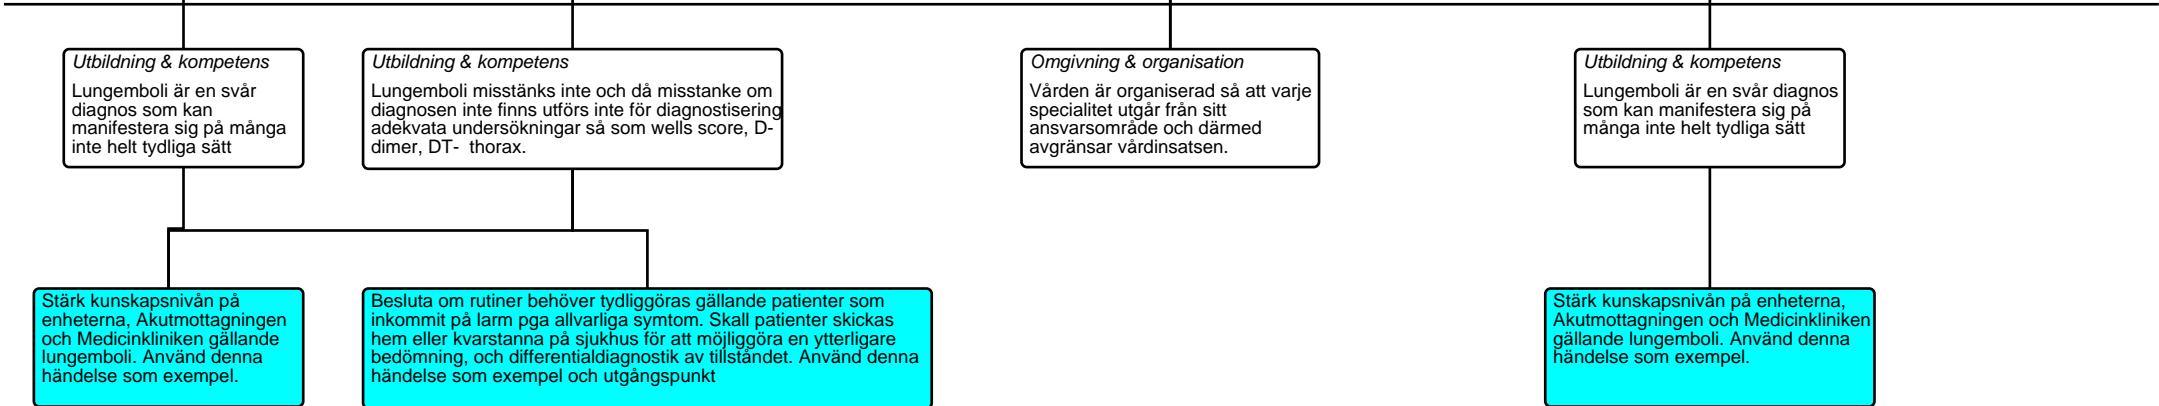 Utbildning & kompetens
Lungemboli är en svår
diagnos som kan
manifestera sig på många
inte helt tydliga sätt
Utbildning & kompetens
Lungemboli misstänks inte och då misstanke om
diagnosen inte finns utförs inte för diagnostisering
adekvata undersökningar så som wells score, D-
dimer, DT-  thorax.
Omgivning & organisation
Vården är organiserad så att varje
specialitet utgår från sitt
ansvarsområde och därmed
avgränsar vårdinsatsen.
Utbildning & kompetens
Lungemboli är en svår diagnos
som kan manifestera sig på
många inte helt tydliga sätt
Stärk kunskapsnivån på
enheterna, Akutmottagningen
och Medicinkliniken gällande
lungemboli. Använd denna
händelse som exempel.
Besluta om rutiner behöver tydliggöras gällande patienter som
inkommit på larm pga allvarliga symtom. Skall patienter skickas
hem eller kvarstanna på sjukhus för att möjliggöra en ytterligare
bedömning, och differentialdiagnostik av tillståndet. Använd denna
händelse som exempel och utgångspunkt
Stärk kunskapsnivån på enheterna,
Akutmottagningen och Medicinkliniken
gällande lungemboli. Använd denna
händelse som exempel.